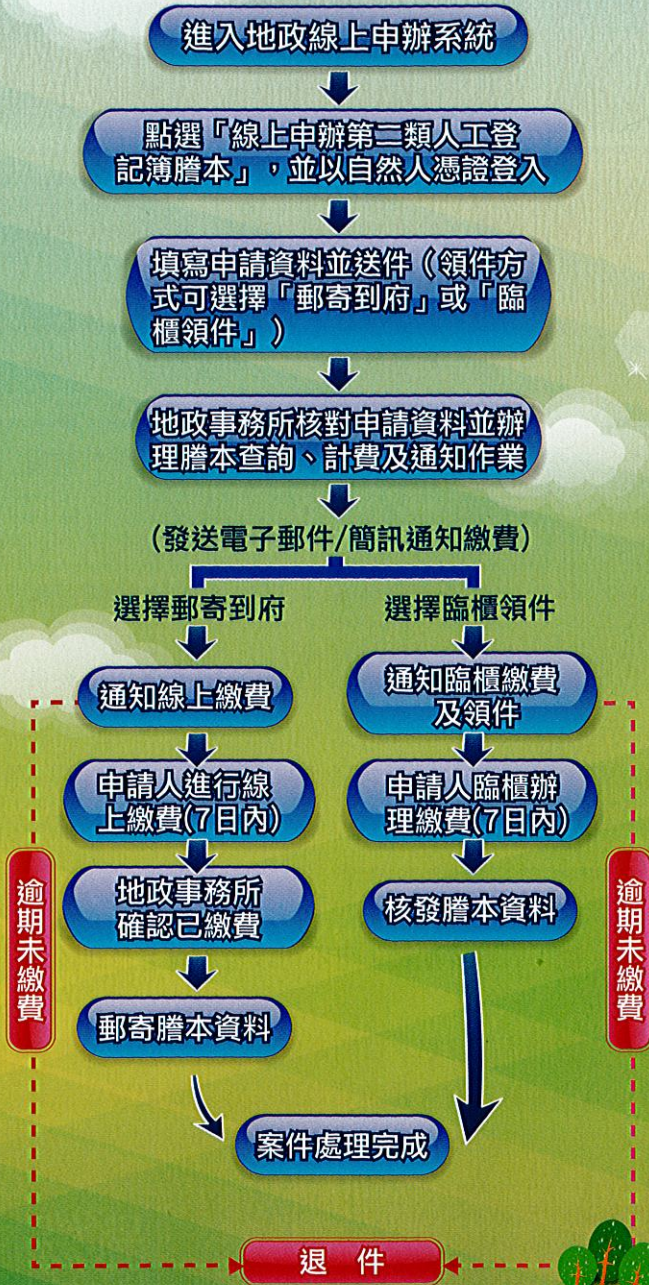 進入地政線上申辦系統
點選「線上申辦第二類人工登
記簿謄本」，並以自然人憑證登入
填寫申請資料並送件（領件方
式可選擇「郵寄到府」或「臨
櫃領件」）
地政事務所核對申請資料並辦
理謄本查詢、計費及通知作業
(發送電子郵件/簡訊通知繳費)
選擇郵寄到府
選擇臨櫃領件
通知線上繳費
通知臨櫃繳費
及領件
申請人進行線
上繳費(7日內)
申請人臨櫃辦
理繳費(7日內)
地政事務所
確認已繳費
核發謄本資料
逾期未繳費
逾期未繳費
郵寄謄本資料
案件處理完成
退 件